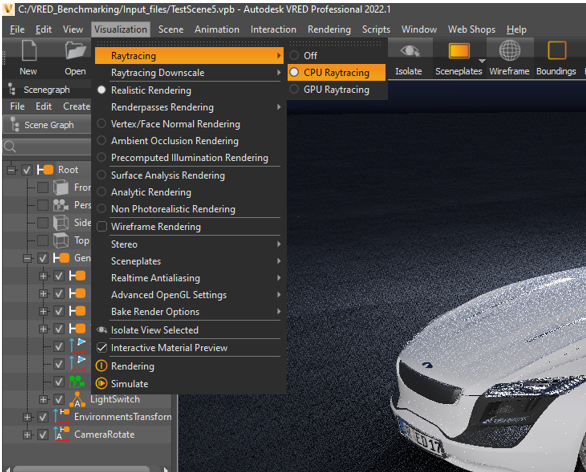 C:/VRED_Benchmarking/Input_files/TestScene5.vpb - Autodesk VRED Professional 2022.1
File Edit View Visualization Scene Animation Interaction Rendering Scripts Window Web Shops Help
New Open Isolate Sceneplates Wireframe Boundings
Raytracing
Off
Raytracing Downscale
CPU Raytracing
Realistic Rendering
GPU Raytracing
Renderpasses Rendering
Vertex/Face Normal Rendering
Ambient Occlusion Rendering
Precomputed Illumination Rendering
Surface Analysis Rendering
Analytic Rendering
Non Photorealistic Rendering
Wireframe Rendering
Stereo
Sceneplates
Realtime Antialiasing
Advanced OpenGL Settings
Bake Render Options
Isolate View Selected
Interactive Material Preview
Rendering
Simulate
Scenegraph
File Edit Create
Scene Graph
Root
Fron
Pers
Side
Top
Gen
LightSwitch
EnvironmentsTransform
CameraRotate